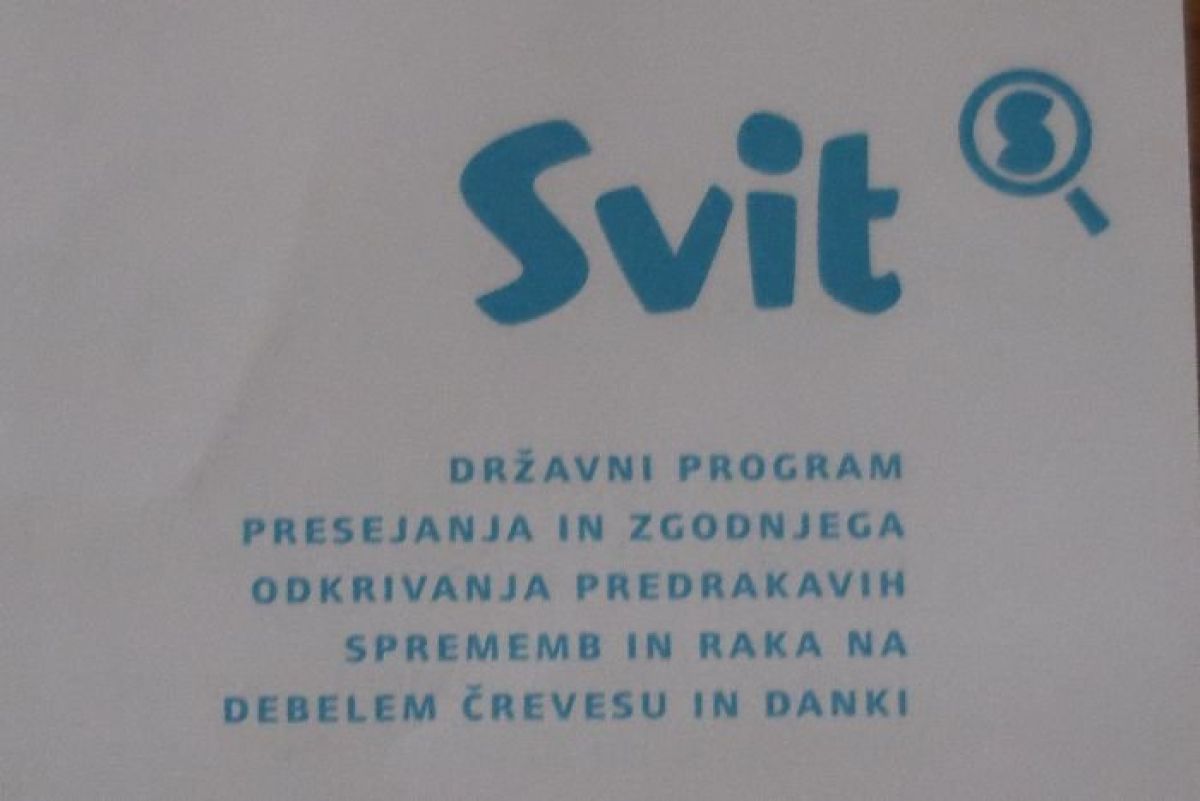 Svit
S
DRŽAVNI PROGRAM
PRESEJANJA IN ZGODNJEGA
ODKRIVANJA PREDRAKAVIH
SPREMEMB IN RAKA NA
DEBELEM ČREVESU IN DANKI